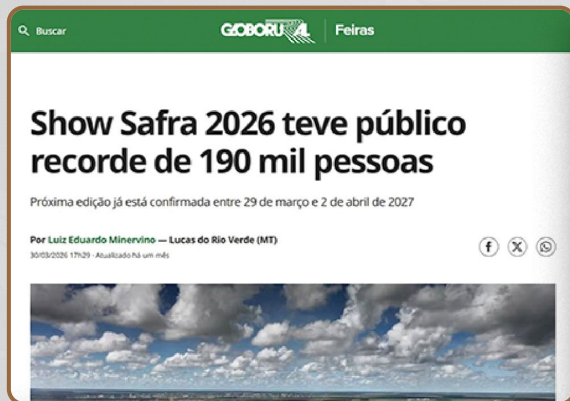 Buscar
GLOBORURAL
Feiras
Show Safra 2026 teve público
recorde de 190 mil pessoas
Próxima edição já está confirmada entre 29 de março e 2 de abril de 2027
Por Luiz Eduardo Minervino — Lucas do Rio Verde (MT)
30/03/2026 17h29 · Atualizado há um mês